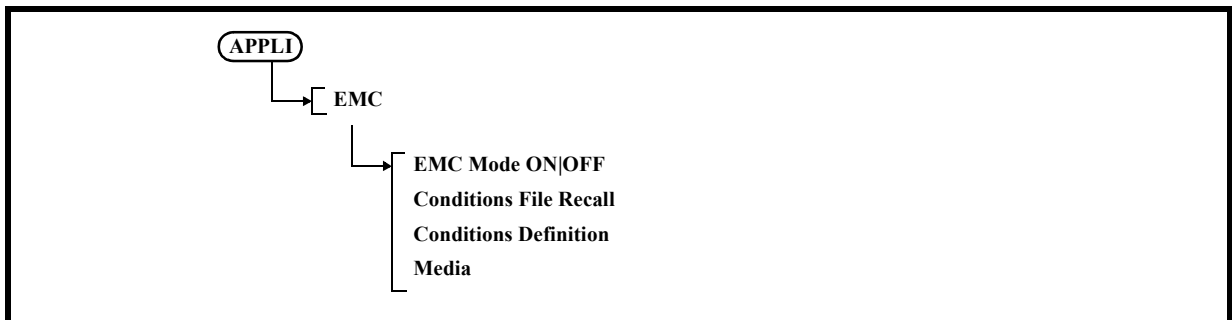 APPLI
EMC
EMC Mode ON|OFF
Conditions File Recall
Conditions Definition
Media